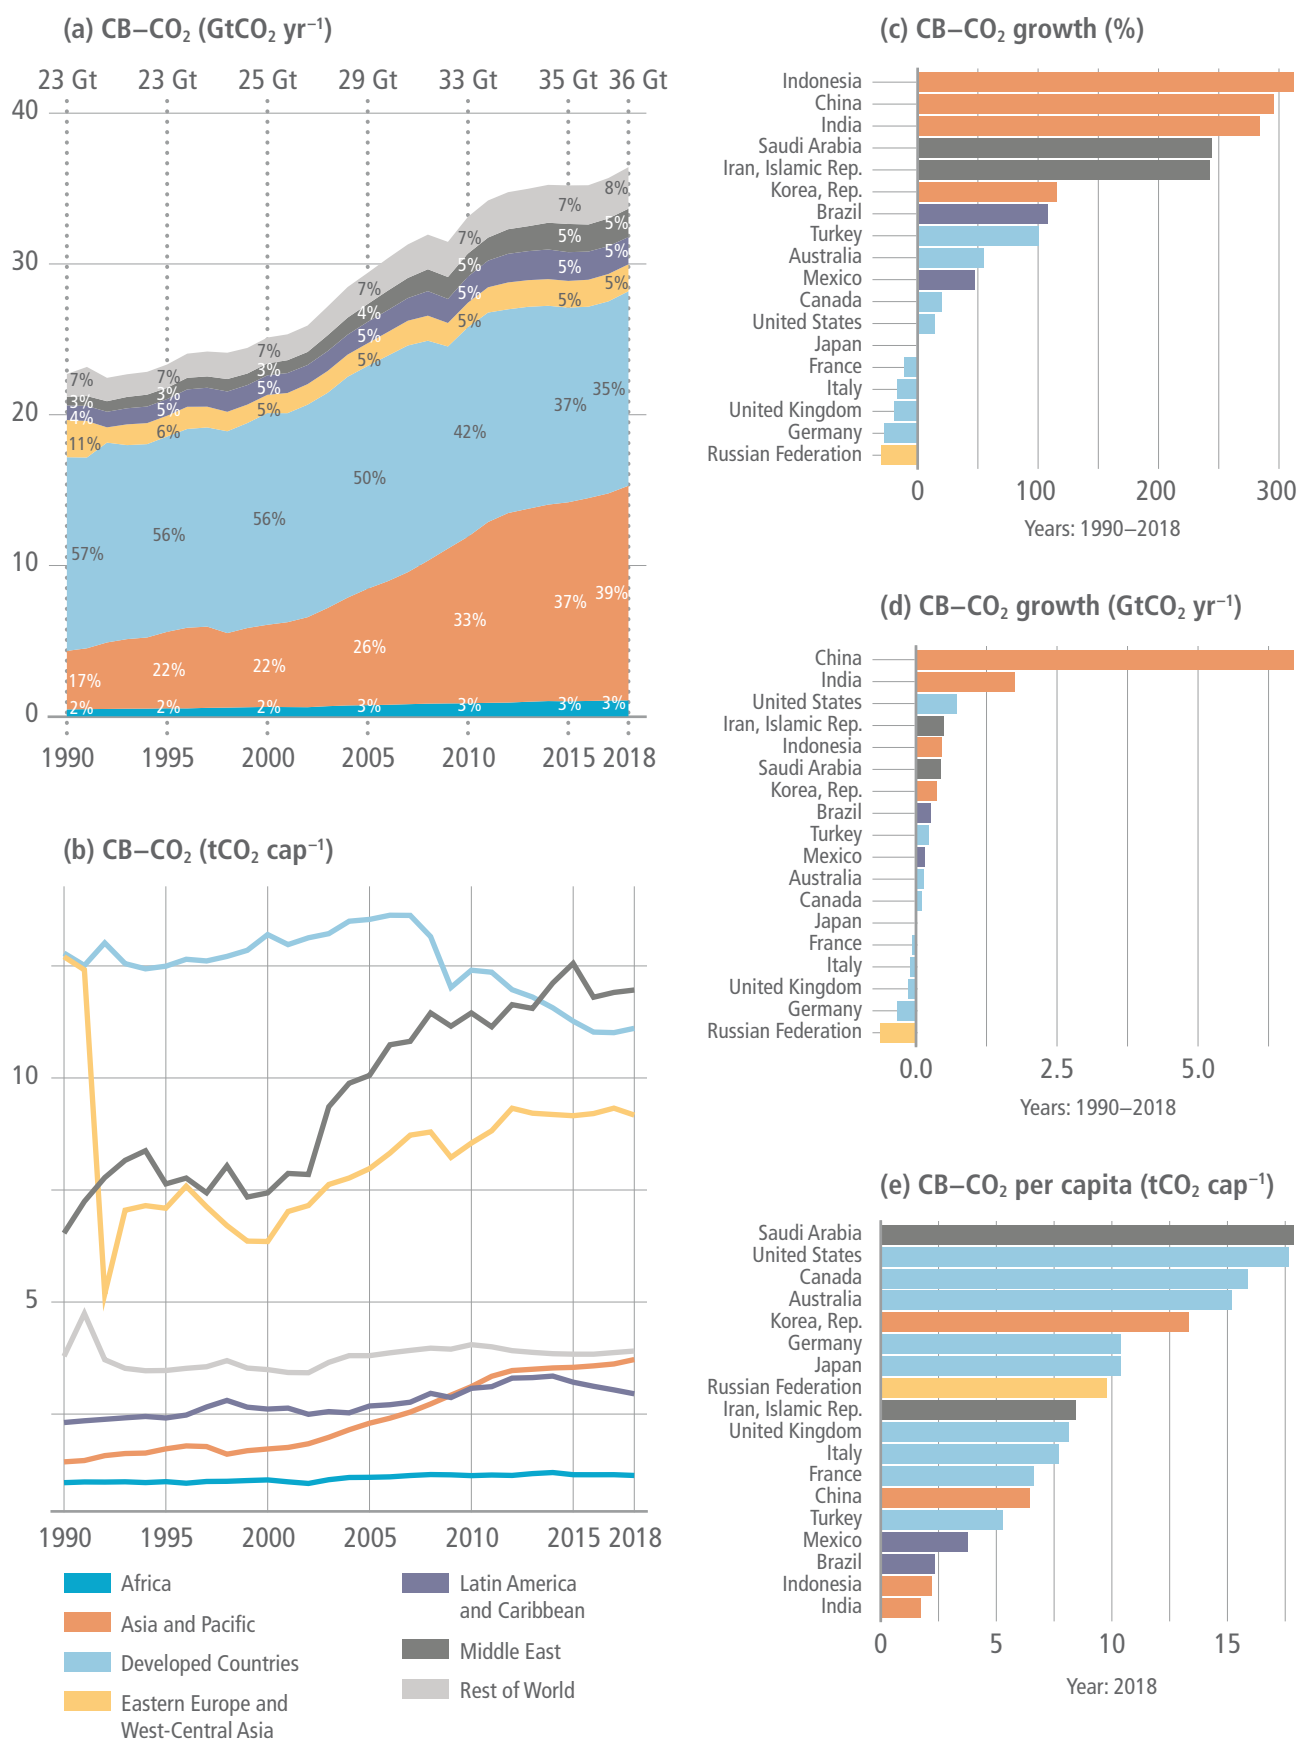 (a) CB–CO₂ (GtCO₂ yr⁻¹)
23 Gt 23 Gt 25 Gt 29 Gt 33 Gt 35 Gt 36 Gt
40
30
20
10
0
7% 7% 7% 7% 7% 7% 8%
3% 3% 3% 4% 5% 5% 5%
4% 5% 5% 5% 5% 5% 5%
11% 6% 5% 5% 5% 5% 5%
57% 56% 56% 50% 42% 37% 35%
17% 22% 22% 26% 33% 37% 39%
2% 2% 2% 3% 3% 3% 3%
1990 1995 2000 2005 2010 2015 2018
(b) CB–CO₂ (tCO₂ cap⁻¹)
10
5
1990 1995 2000 2005 2010 2015 2018
Africa
Asia and Pacific
Developed Countries
Eastern Europe and
West-Central Asia
Latin America
and Caribbean
Middle East
Rest of World
(c) CB–CO₂ growth (%)
Indonesia
China
India
Saudi Arabia
Iran, Islamic Rep.
Korea, Rep.
Brazil
Turkey
Australia
Mexico
Canada
United States
Japan
France
Italy
United Kingdom
Germany
Russian Federation
0 100 200 300
Years: 1990–2018
(d) CB–CO₂ growth (GtCO₂ yr⁻¹)
China
India
United States
Iran, Islamic Rep.
Indonesia
Saudi Arabia
Korea, Rep.
Brazil
Turkey
Mexico
Australia
Canada
Japan
France
Italy
United Kingdom
Germany
Russian Federation
0.0 2.5 5.0
Years: 1990–2018
(e) CB–CO₂ per capita (tCO₂ cap⁻¹)
Saudi Arabia
United States
Canada
Australia
Korea, Rep.
Germany
Japan
Russian Federation
Iran, Islamic Rep.
United Kingdom
Italy
France
China
Turkey
Mexico
Brazil
Indonesia
India
0 5 10 15
Year: 2018